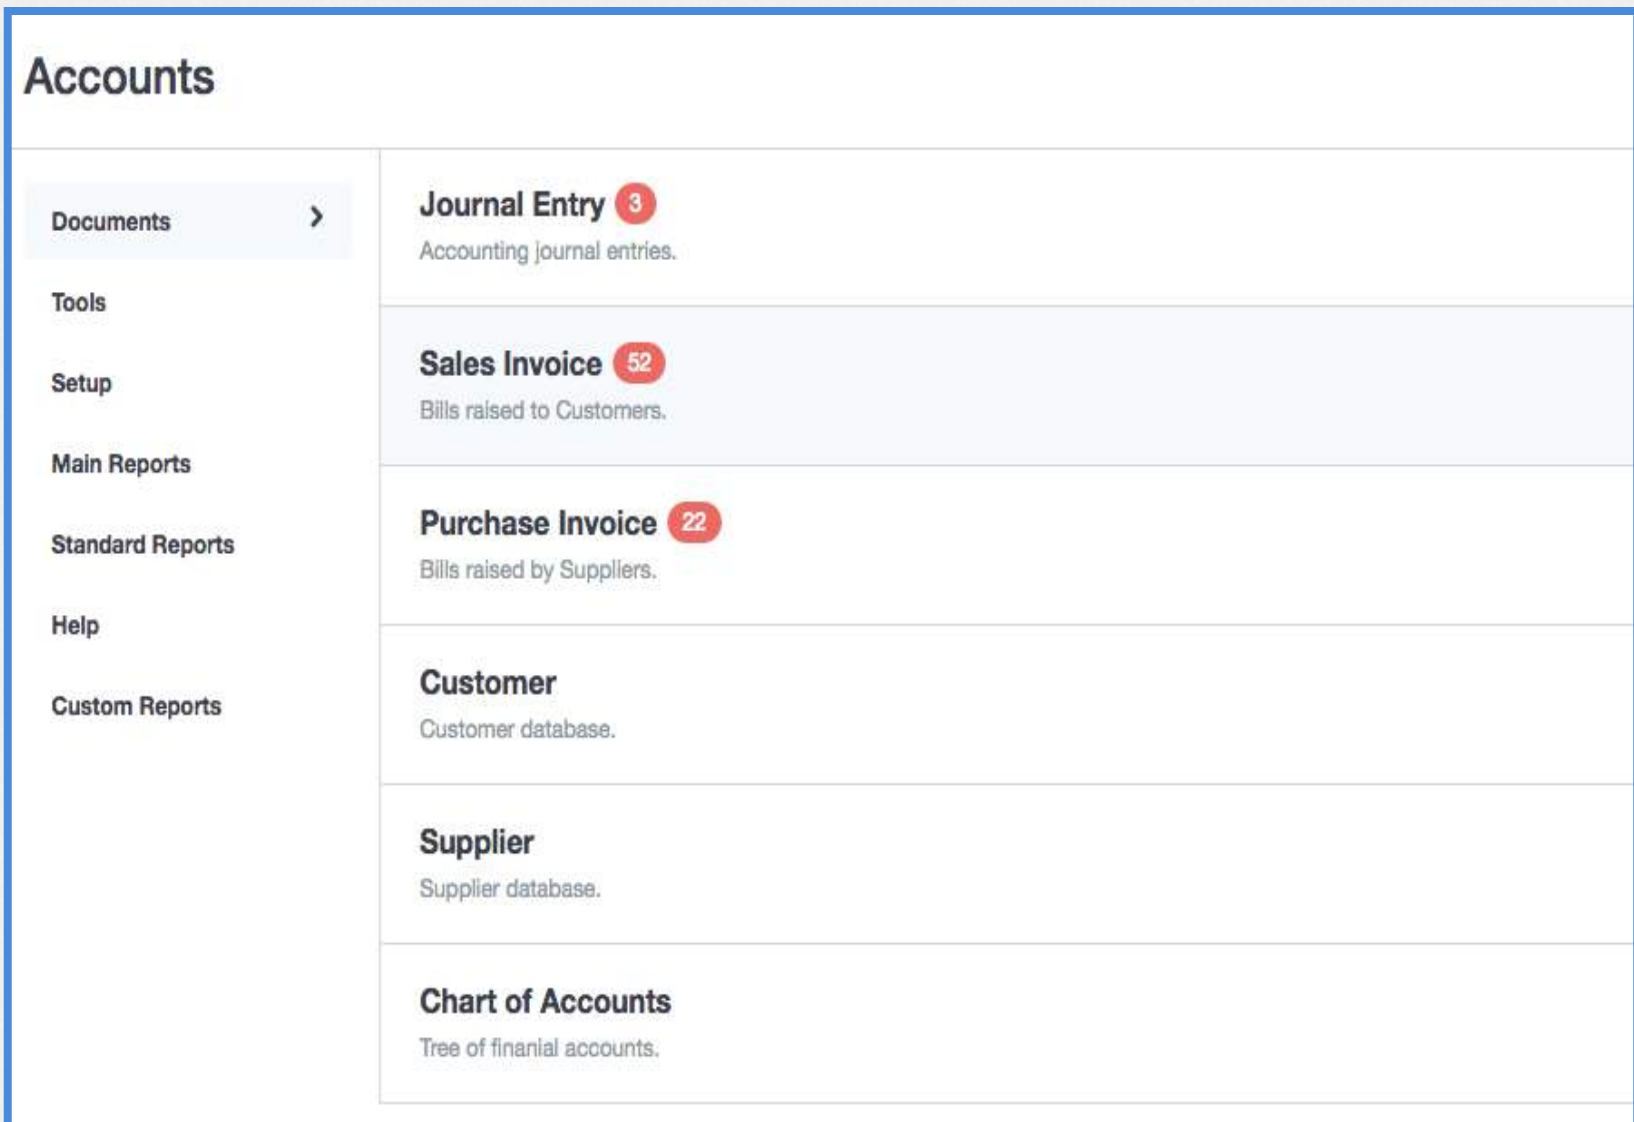 Accounts
Documents
Tools
Setup
Main Reports
Standard Reports
Help
Custom Reports
Journal Entry 3
Accounting journal entries.
Sales Invoice 52
Bills raised to Customers.
Purchase Invoice 22
Bills raised by Suppliers.
Customer
Customer database.
Supplier
Supplier database.
Chart of Accounts
Tree of finanial accounts.